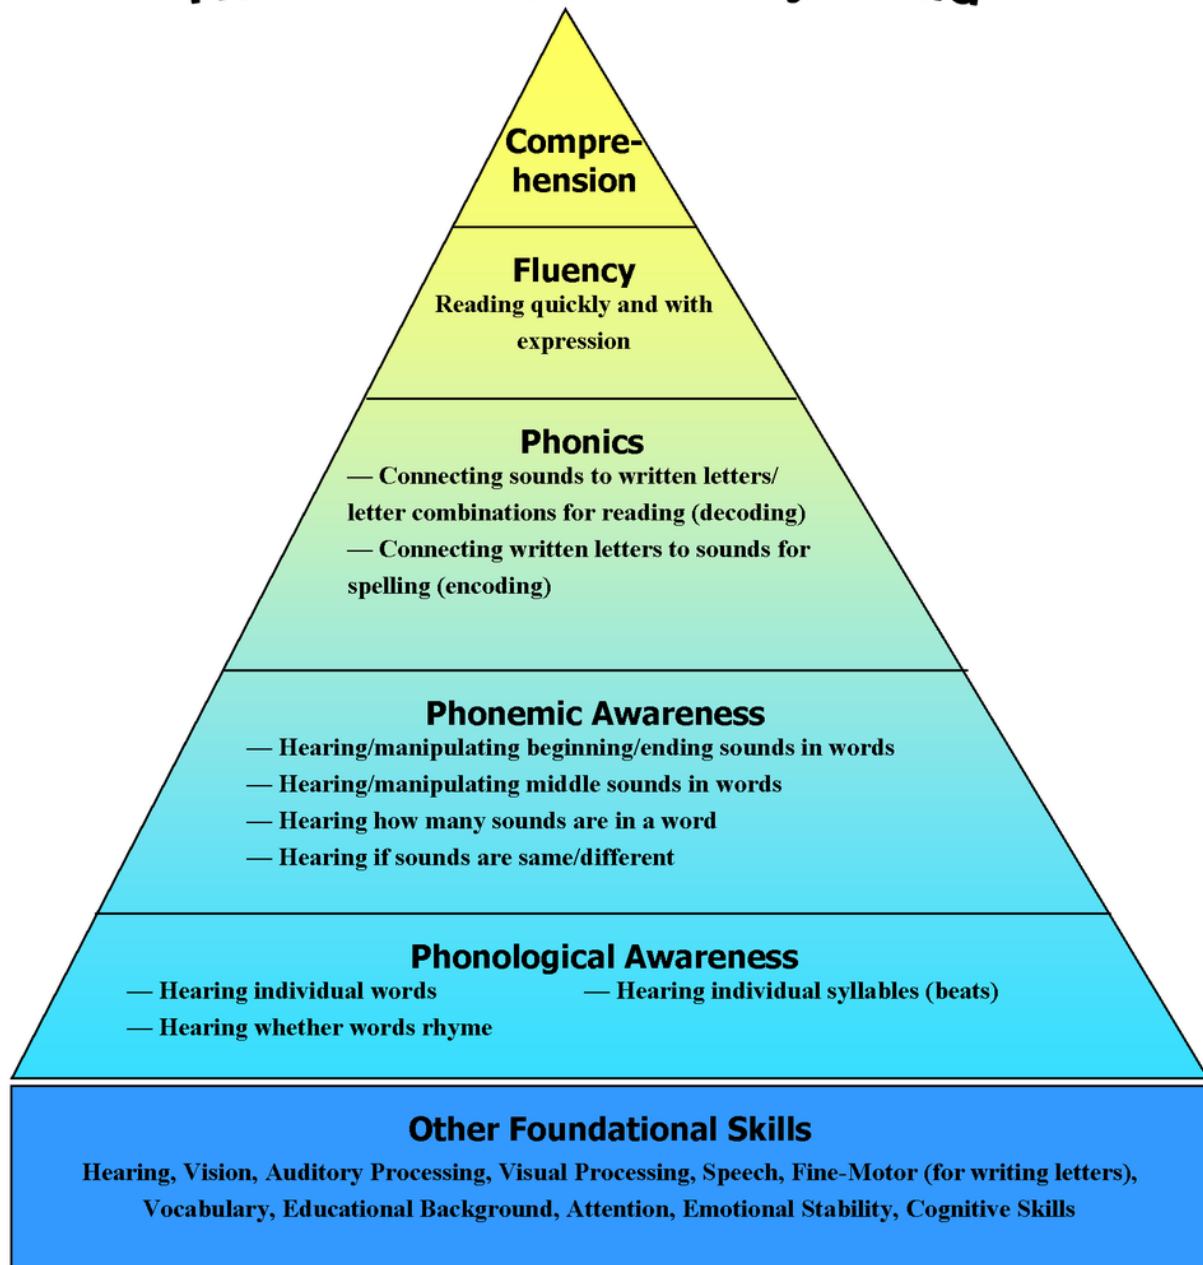 Compre-
hension
Fluency
Reading quickly and with
expression
Phonics
— Connecting sounds to written letters/
letter combinations for reading (decoding)
— Connecting written letters to sounds for
spelling (encoding)
Phonemic Awareness
— Hearing/manipulating beginning/ending sounds in words
— Hearing/manipulating middle sounds in words
— Hearing how many sounds are in a word
— Hearing if sounds are same/different
Phonological Awareness
— Hearing individual words — Hearing individual syllables (beats)
— Hearing whether words rhyme
Other Foundational Skills
Hearing, Vision, Auditory Processing, Visual Processing, Speech, Fine-Motor (for writing letters),
Vocabulary, Educational Background, Attention, Emotional Stability, Cognitive Skills